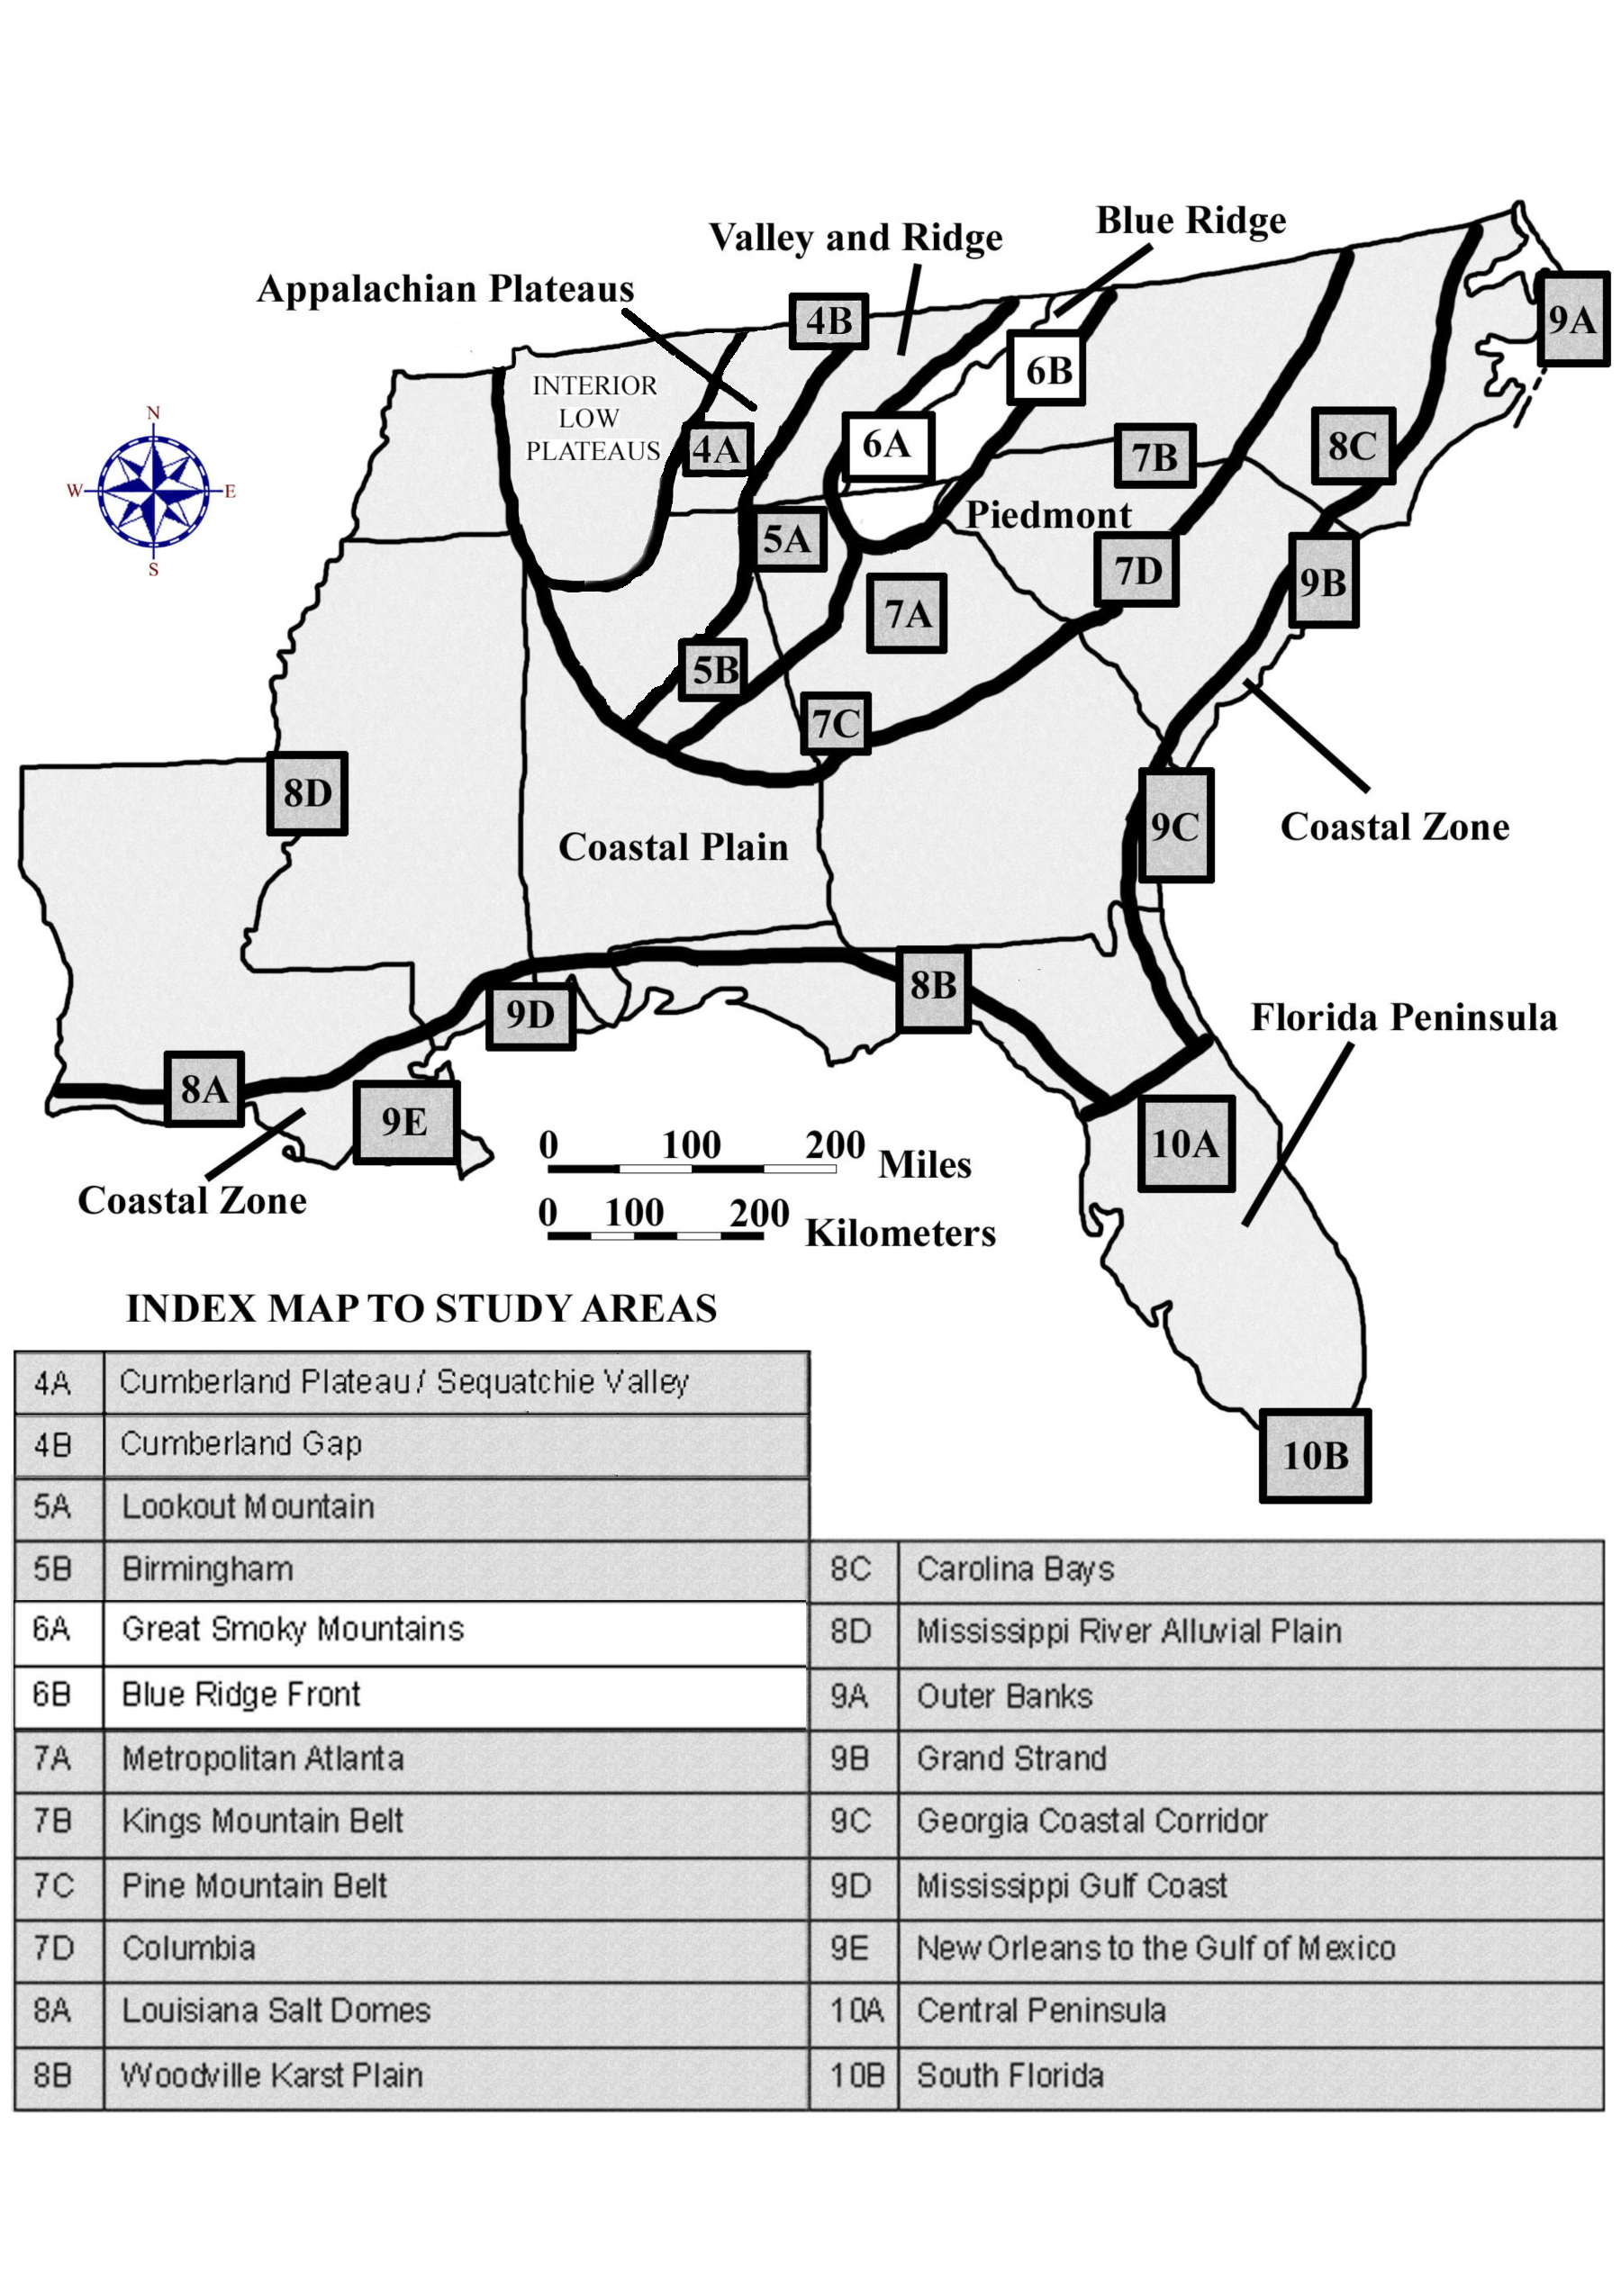 Blue Ridge
Valley and Ridge
Appalachian Plateaus
4B
9A
6B
INTERIOR
LOW
PLATEAUS
4A
6A
7B
8C
N
W
E
S
Piedmont
5A
7D
9B
7A
5B
7C
8D
Coastal Plain
9C
Coastal Zone
8B
9D
Florida Peninsula
8A
9E
10A
Coastal Zone
0 100 200 Miles
0 100 200 Kilometers
10B
INDEX MAP TO STUDY AREAS
4A Cumberland Plateau / Sequatchie Valley
4B Cumberland Gap
5A Lookout Mountain
5B Birmingham
6A Great Smoky Mountains
6B Blue Ridge Front
7A Metropolitan Atlanta
7B Kings Mountain Belt
7C Pine Mountain Belt
7D Columbia
8A Louisiana Salt Domes
8B Woodville Karst Plain
8C Carolina Bays
8D Mississippi River Alluvial Plain
9A Outer Banks
9B Grand Strand
9C Georgia Coastal Corridor
9D Mississippi Gulf Coast
9E New Orleans to the Gulf of Mexico
10A Central Peninsula
10B South Florida